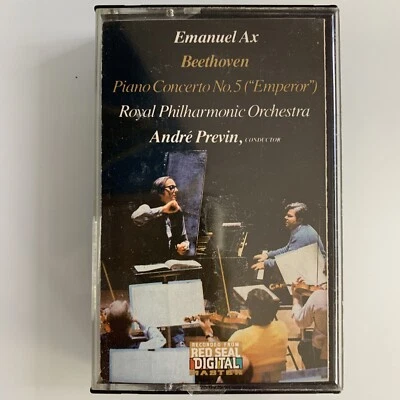 Emanuel Ax
Beethoven
Piano Concerto No.5 ("Emperor")
Royal Philharmonic Orchestra
André Previn, CONDUCTOR
RECORDED FROM
RED SEAL
DIGITAL
MASTER